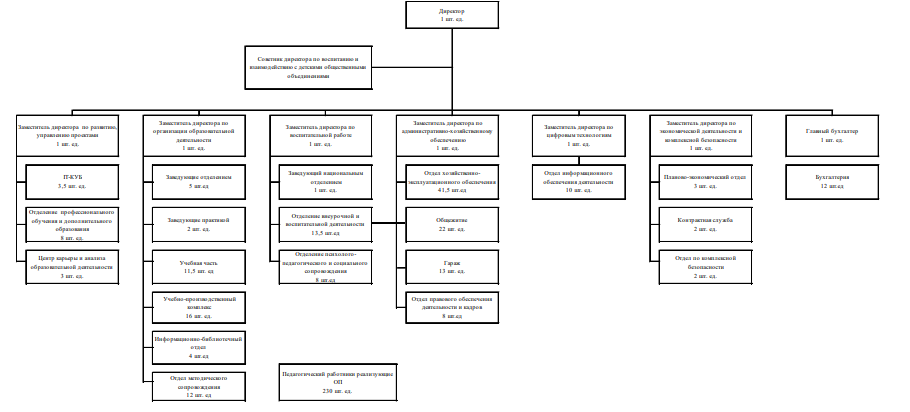 Директор
1 шт. ед.
Советник директора по воспитанию и
взаимодействию с детскими общественными
объединениями
Заместитель директора по развитию,
управлению проектами
1 шт. ед.
Заместитель директора по
организации образовательной
деятельности
1 шт. ед.
Заместитель директора по
воспитательной работе
1 шт. ед.
Заместитель директора по
административно-хозяйственному
обеспечению
1 шт. ед.
Заместитель директора по
цифровым технологиям
1 шт. ед.
Заместитель директора по
экономической деятельности и
комплексной безопасности
1 шт. ед.
Главный бухгалтер
1 шт. ед.
IT-КУБ
3,5 шт. ед.
Заведующие отделением
5 шт.ед
Заведующий национальным
отделением
1 шт. ед.
Отдел хозяйственно-
эксплуатационного обеспечения
41,5 шт.ед
Отдел информационного
обеспечения деятельности
10 шт. ед.
Планово-экономический отдел
3 шт. ед.
Бухгалтерия
12 шт.ед
Отделение профессионального
обучения и дополнительного
образования
8 шт. ед.
Заведующие практикой
2 шт. ед.
Отделение внеурочной и
воспитательной деятельности
13,5 шт.ед
Общежитие
22 шт. ед.
Контрактная служба
2 шт. ед.
Центр карьеры и анализа
образовательной деятельности
3 шт. ед.
Учебная часть
11,5 шт. ед
Отделение психолого-
педагогического и социального
сопровождения
8 шт.ед
Гараж
13 шт. ед.
Отдел по комплексной
безопасности
2 шт. ед.
Учебно-производственный
комплекс
16 шт. ед.
Отдел правового обеспечения
деятельности и кадров
8 шт.ед
Информационно-библиотечный
отдел
4 шт.ед
Отдел методического
сопровождения
12 шт. ед
Педагогический работники реализующие
ОП
230 шт. ед.